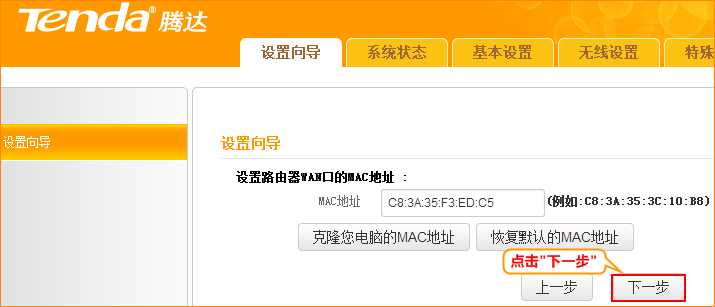 Tenda®腾达
设置向导 系统状态 基本设置 无线设置 特殊
设置向导
设置向导
设置路由器WAN口的MAC地址 :
MAC地址 C8:3A:35:F3:ED:C5 (例如:C8:3A:35:3C:10:B8)
克隆您电脑的MAC地址 恢复默认的MAC地址
点击"下一步"
上一步 下一步